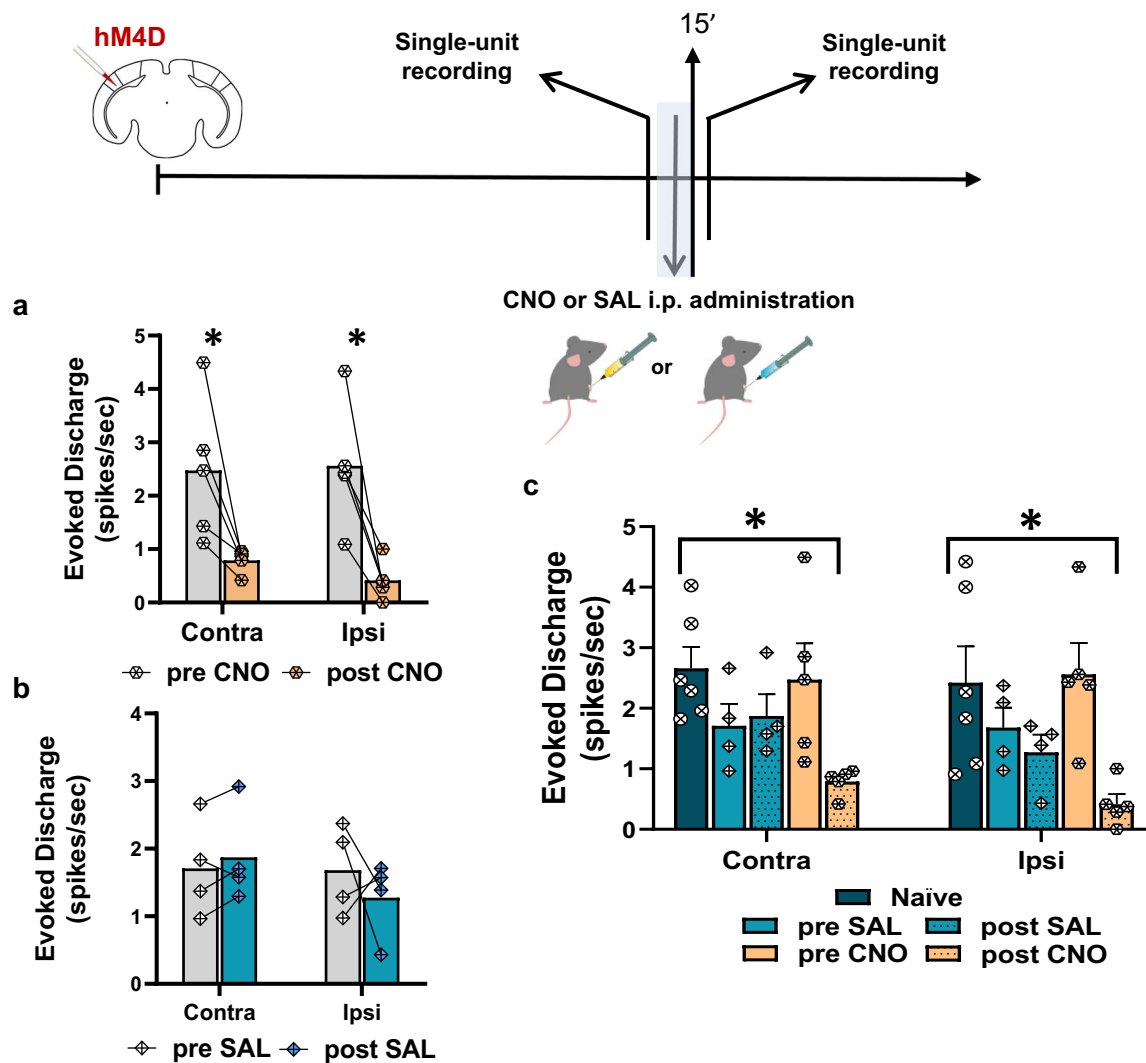 hM4D
Single-unit
recording
15'
Single-unit
recording
CNO or SAL i.p. administration
or
a
Evoked Discharge
(spikes/sec)
5
4
3
2
1
0
*
*
Contra
Ipsi
pre CNO
post CNO
b
Evoked Discharge
(spikes/sec)
4
3
2
1
0
Contra
Ipsi
pre SAL
post SAL
c
Evoked Discharge
(spikes/sec)
5
4
3
2
1
0
*
*
Contra
Ipsi
Naïve
pre SAL
post SAL
pre CNO
post CNO